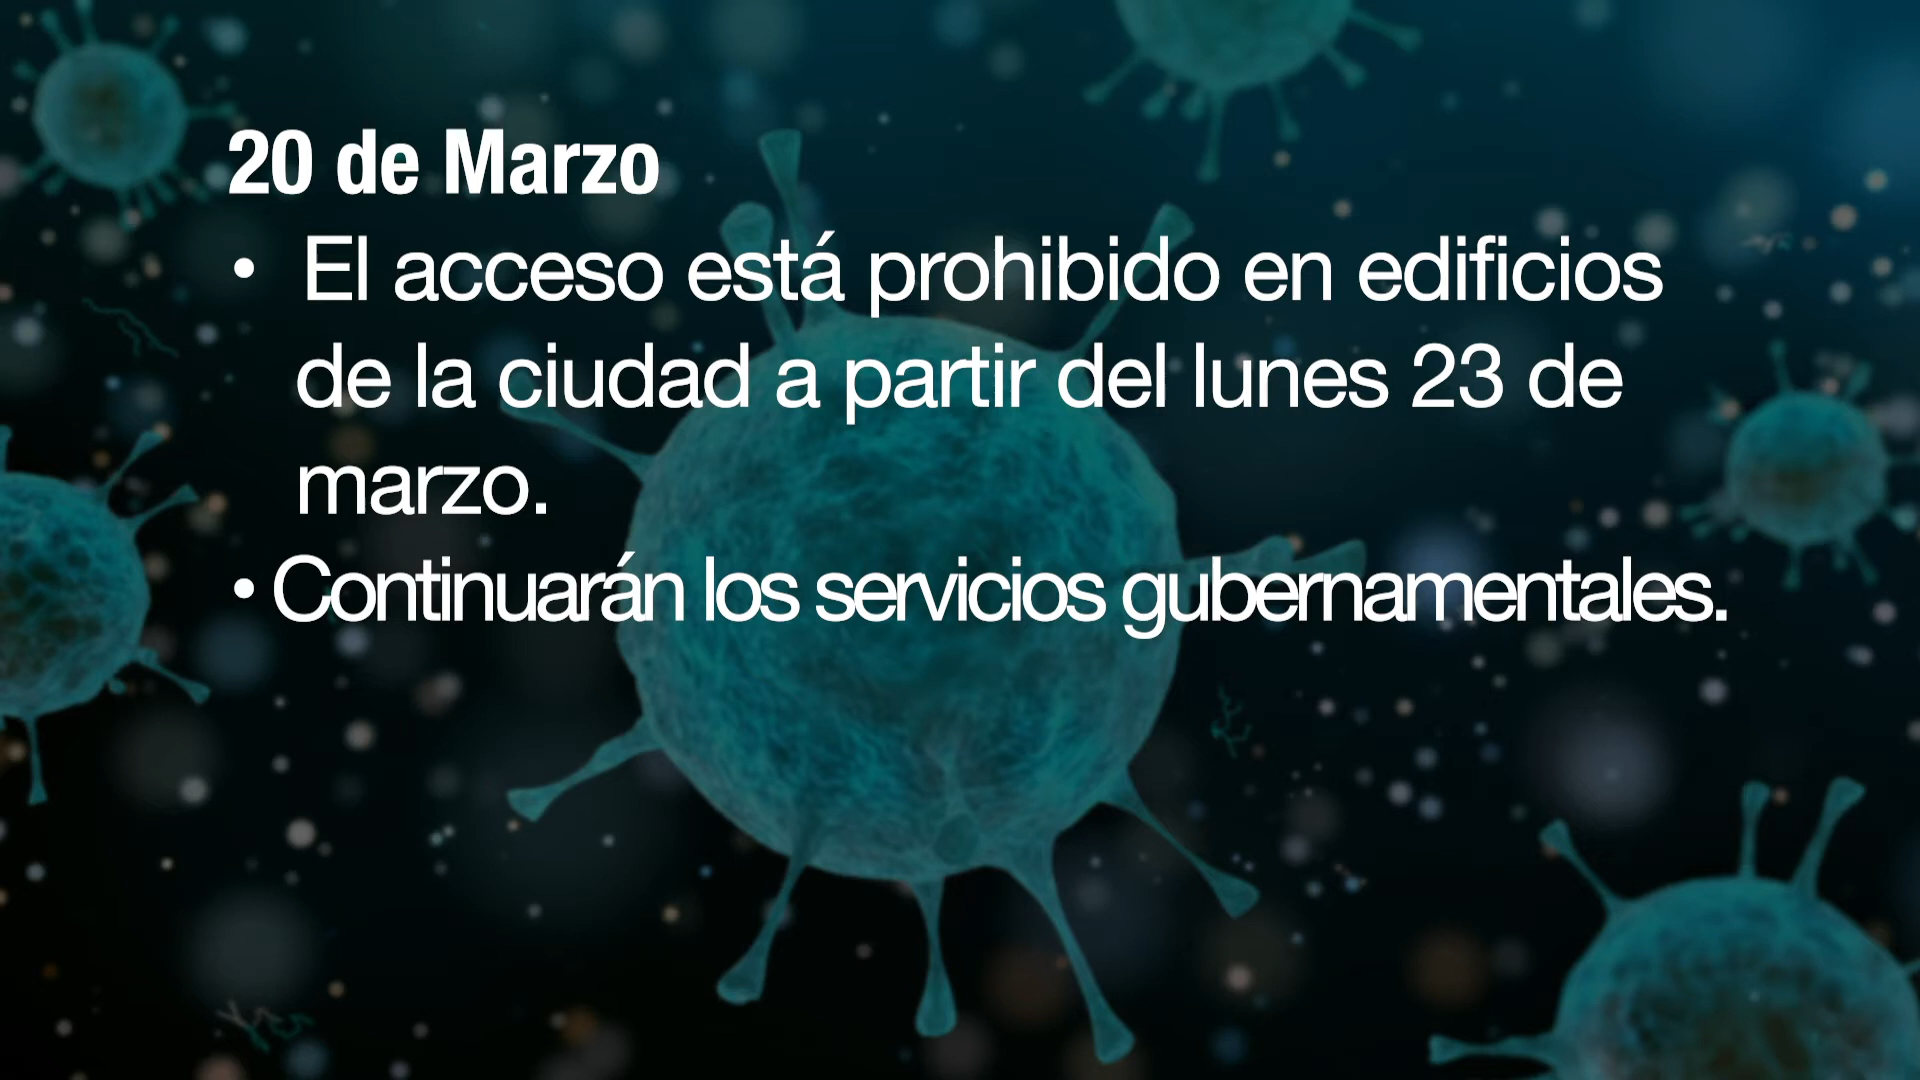 20 de Marzo
• El acceso está prohibido en edificios
de la ciudad a partir del lunes 23 de
marzo.
• Continuarán los servicios gubernamentales.